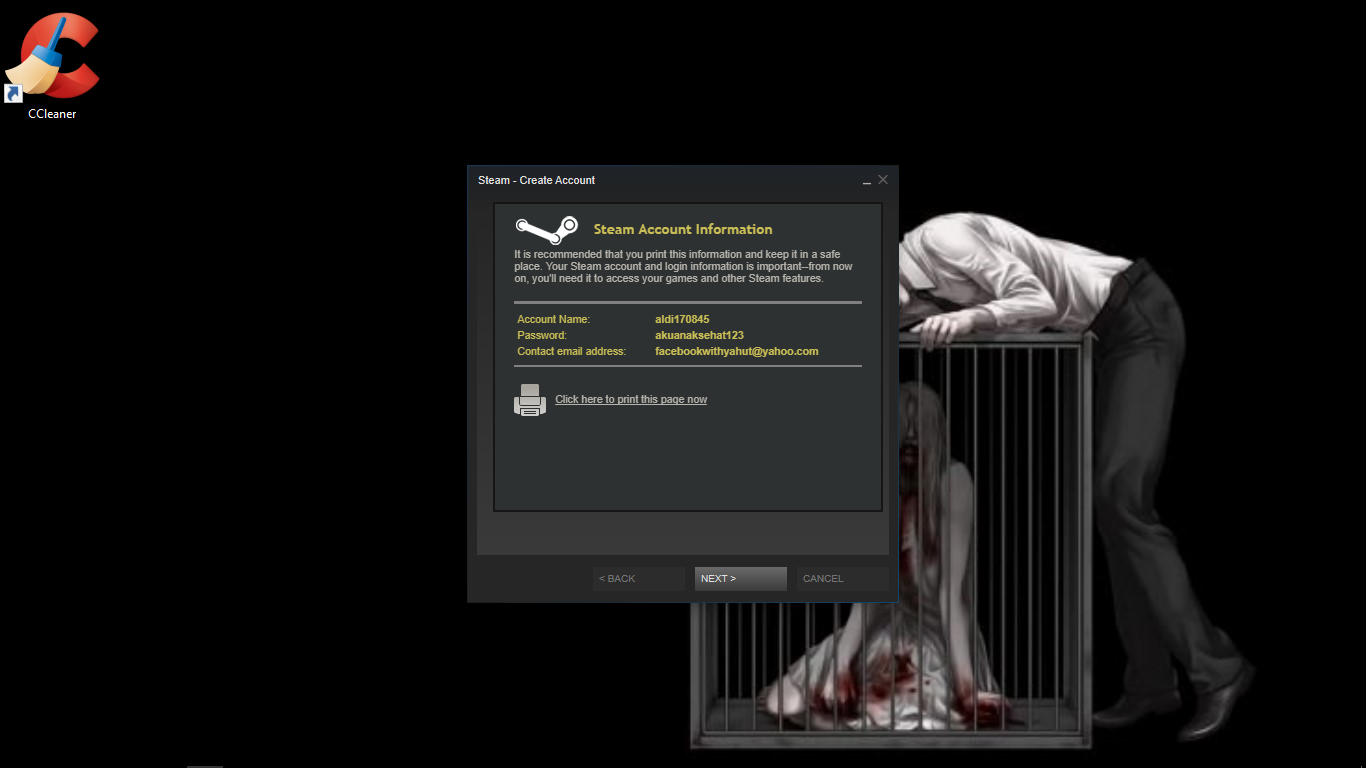 CCleaner
Steam - Create Account
Steam Account Information
It is recommended that you print this information and keep it in a safe
place. Your Steam account and login information is important--from now
on, you'll need it to access your games and other Steam features.
Account Name: aldi170845
Password: akuanaksehat123
Contact email address: facebookwithyahut@yahoo.com
Click here to print this page now
< BACK NEXT > CANCEL